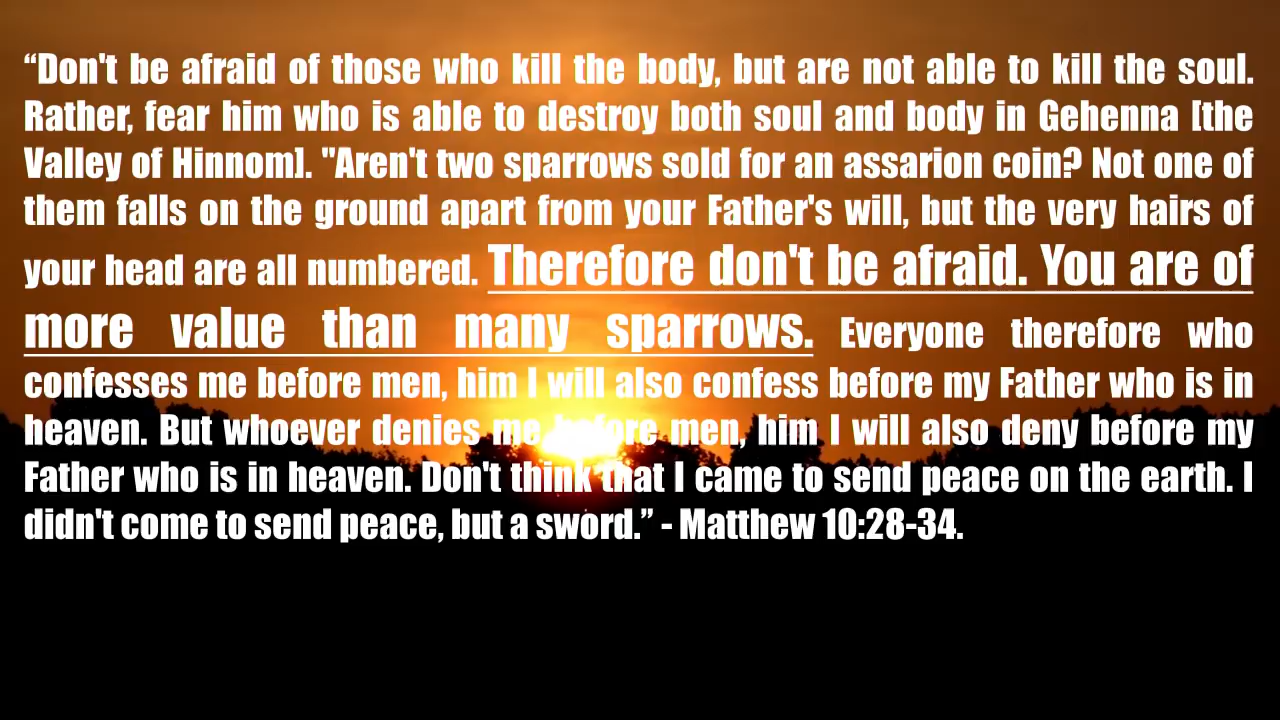 “Don't be afraid of those who kill the body, but are not able to kill the soul.
Rather, fear him who is able to destroy both soul and body in Gehenna [the
Valley of Hinnom]. "Aren't two sparrows sold for an assarion coin? Not one of
them falls on the ground apart from your Father's will, but the very hairs of
your head are all numbered. Therefore don't be afraid. You are of
more value than many sparrows. Everyone therefore who
confesses me before men, him I will also confess before my Father who is in
heaven. But whoever denies me before men, him I will also deny before my
Father who is in heaven. Don't think that I came to send peace on the earth. I
didn't come to send peace, but a sword.” - Matthew 10:28-34.